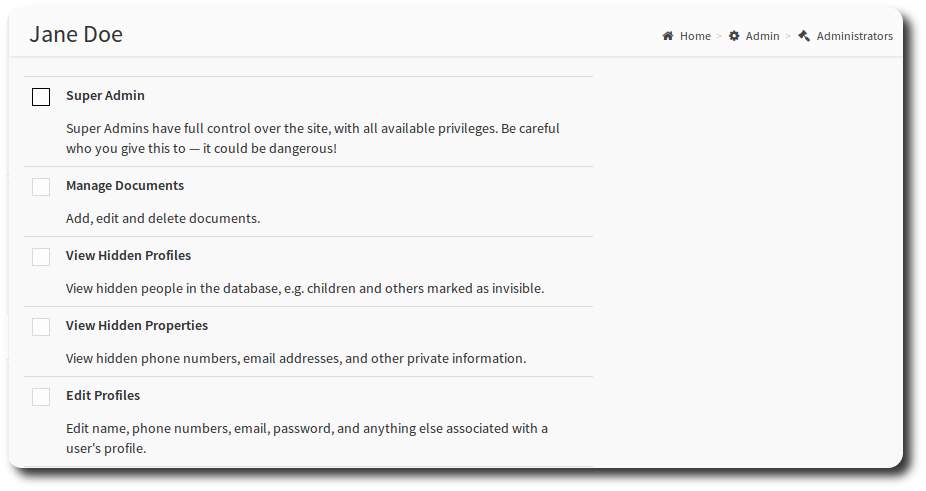 Jane Doe
Home > Admin > Administrators
Super Admin
Super Admins have full control over the site, with all available privileges. Be careful
who you give this to — it could be dangerous!
Manage Documents
Add, edit and delete documents.
View Hidden Profiles
View hidden people in the database, e.g. children and others marked as invisible.
View Hidden Properties
View hidden phone numbers, email addresses, and other private information.
Edit Profiles
Edit name, phone numbers, email, password, and anything else associated with a
user's profile.